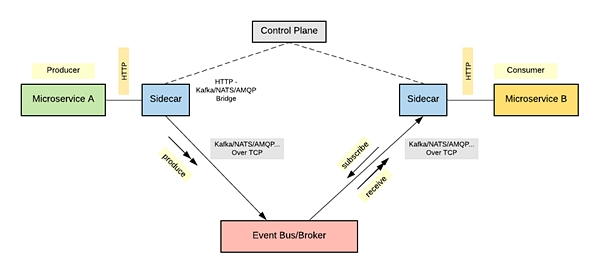 Control Plane
Producer
HTTP
HTTP -
Kafka/NATS/AMQP
Bridge
HTTP
Consumer
Microservice A
Sidecar
Sidecar
Microservice B
produce
Kafka/NATS/AMQP...
Over TCP
subscribe
receive
Kafka/NATS/AMQP...
Over TCP
Event Bus/Broker